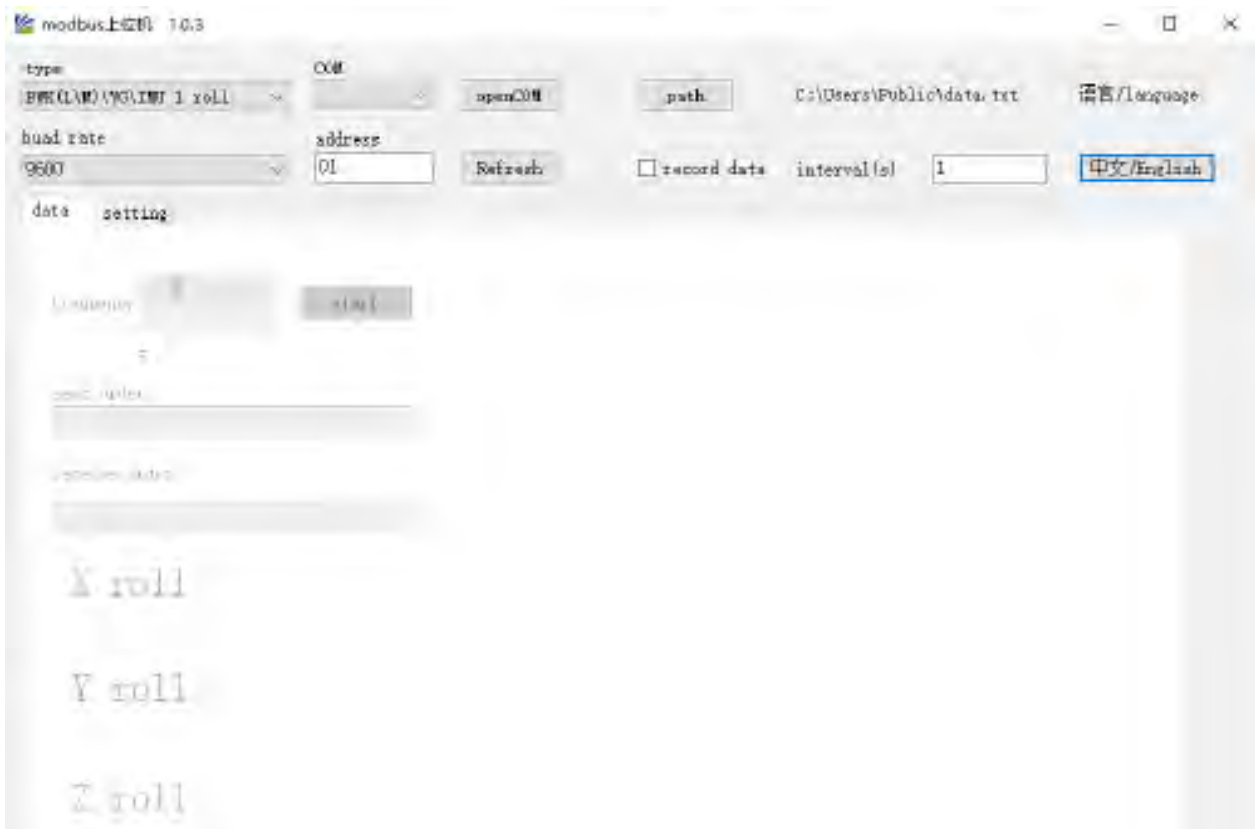 modbus上位机 1.0.3
type
COM
openCOM
path
C:\Users\Public\data.txt
语言/language
1 roll
buad rate
address
9600
01
Refresh
record data
interval(s)
1
中文/English
data
setting
X roll
Y roll
Z roll